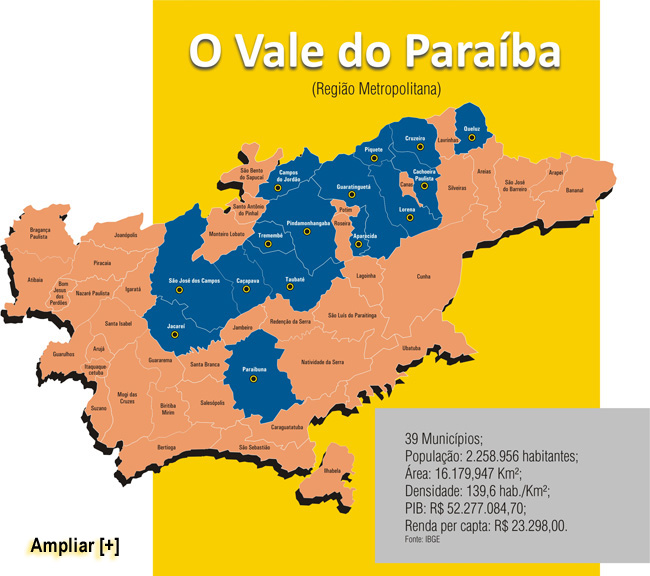 O Vale do Paraíba
(Região Metropolitana)
Queluz
Cruzeiro
Lavrinhas
Piquete
São Bento
do Sapucaí
Campos
do Jordão
Cachoeira
Paulista
Canas
Areias
Arapeí
São José
do Barreiro
Silveiras
Bananal
Guaratinguetá
Santo Antônio
do Pinhal
Potim
Roseira
Lorena
Pindamonhangaba
Monteiro Lobato
Tremembé
Aparecida
Bragança
Paulista
Joanópolis
Piracaia
Atibaia
Bom
Jesus
dos
Perdões
Nazaré Paulista
Igaratá
São José dos Campos
Caçapava
Taubaté
Lagoinha
Cunha
Santa Isabel
Jacareí
Jambeiro
Redenção da Serra
São Luís do Paraitinga
Guarulhos
Arujá
Itaquaque-
cetuba
Guararema
Santa Branca
Paraibuna
Natividade da Serra
Ubatuba
Suzano
Mogi das
Cruzes
Biritiba
Mirim
Salesópolis
Caraguatatuba
Bertioga
São Sebastião
Ilhabela
39 Municípios;
População: 2.258.956 habitantes;
Área: 16.179,947 Km²;
Densidade: 139,6 hab./Km²;
PIB: R$ 52.277.084,70;
Renda per capta: R$ 23.298,00.
Fonte: IBGE
Ampliar [+]